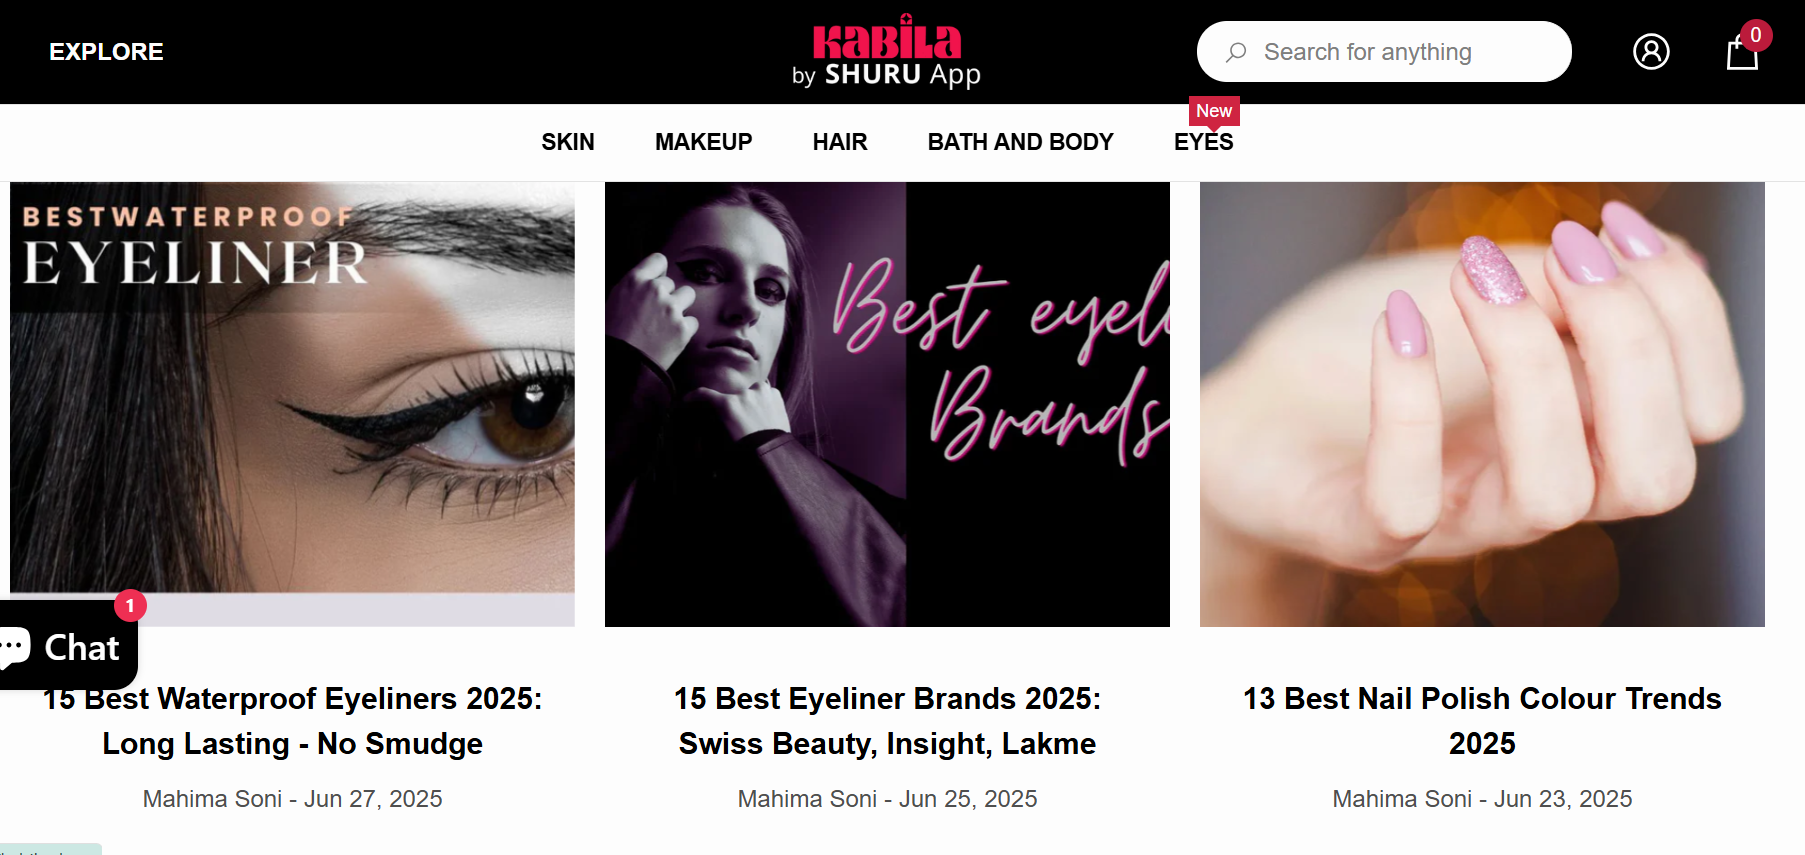 EXPLORE
KABILA
by SHURU App
Search for anything
0
New
SKIN MAKEUP HAIR BATH AND BODY EYES
BESTWATERPROOF
EYELINER
Best eyel
Brands
1
Chat
15 Best Waterproof Eyeliners 2025:
Long Lasting - No Smudge
Mahima Soni - Jun 27, 2025
15 Best Eyeliner Brands 2025:
Swiss Beauty, Insight, Lakme
Mahima Soni - Jun 25, 2025
13 Best Nail Polish Colour Trends
2025
Mahima Soni - Jun 23, 2025